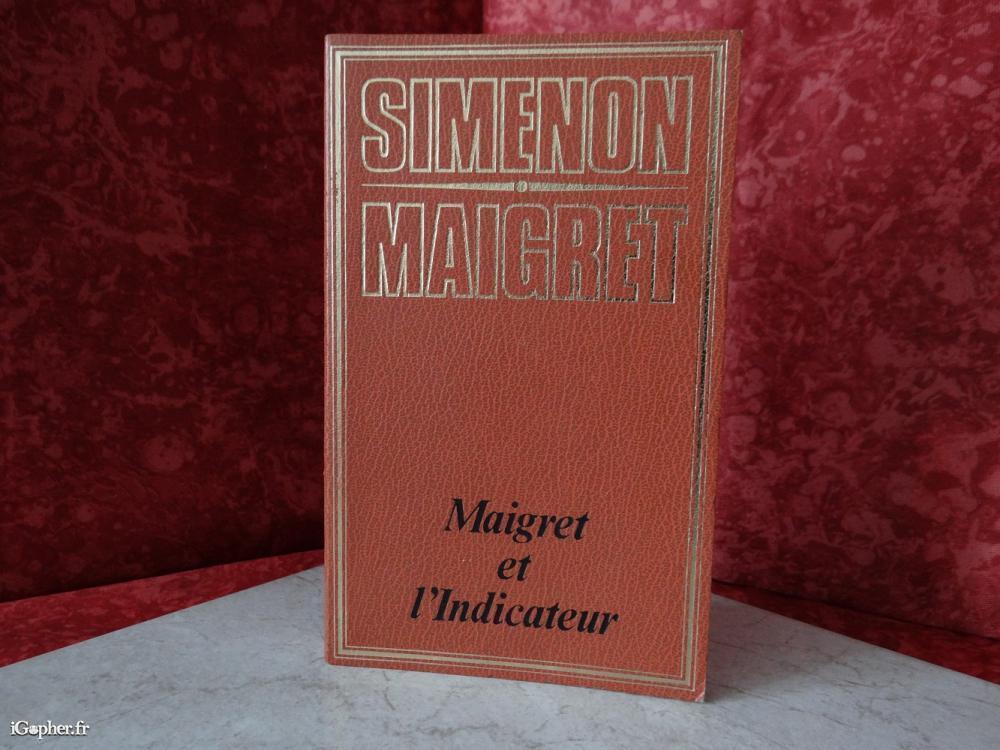 SIMENON
MAIGRET
Maigret
et
l'Indicateur
iGopher.fr